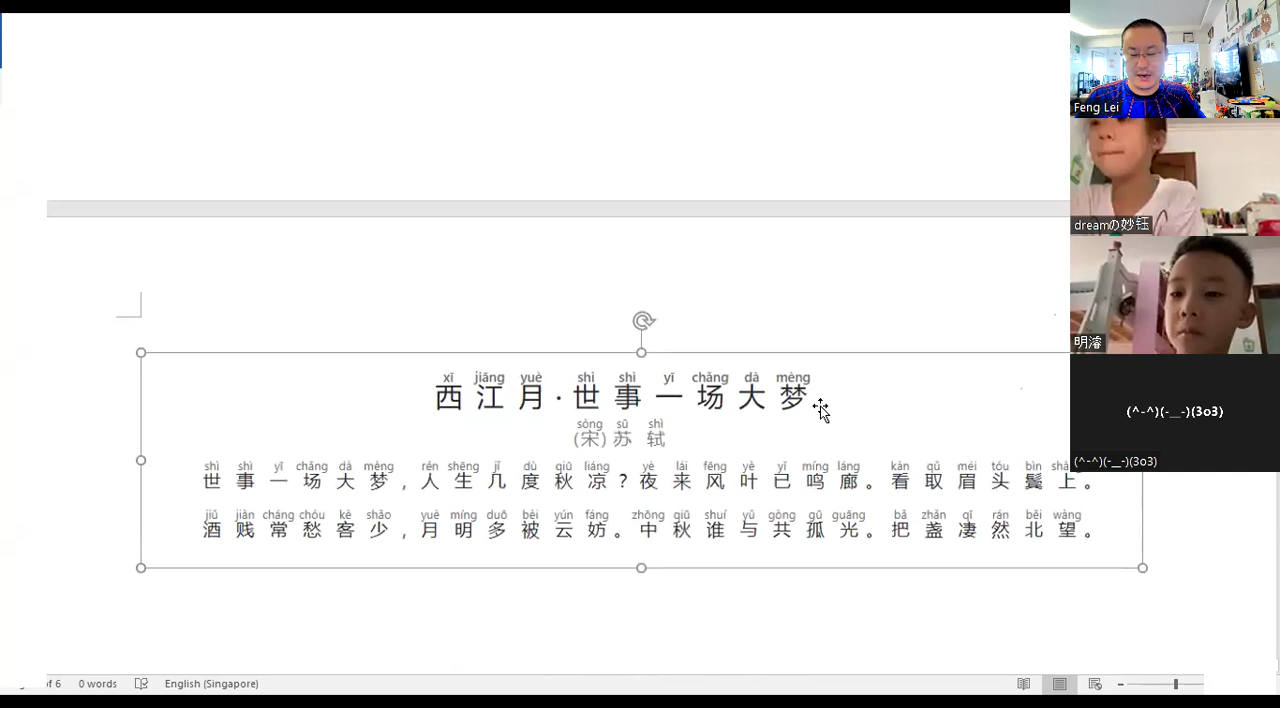 xī jiāng yuè shì shì yī chǎng dà mèng
西江月·世事一场大梦
sòng sū shì
(宋)苏轼
shì shì yī chǎng dà mèng rén shēng jǐ dù qiū liáng yè lái fēng yè yǐ míng láng kàn qǔ méi tóu bìn
世事一场大梦,人生几度秋凉?夜来风叶已鸣廊。看取眉头鬓上。
jiǔ jiàn cháng chóu kè shǎo yuè míng duō bèi yún fáng zhōng qiū shuí yǔ gòng gū guāng bǎ zhǎn qī rán běi wàng
酒贱常愁客少,月明多被云妨。中秋谁与共孤光。把盏凄然北望。
Feng Lei
dreamの妙钰
明濬
(^-^)(-__-)(3o3)
(^-^)(-__-)(3o3)
of 6 0 words English (Singapore)